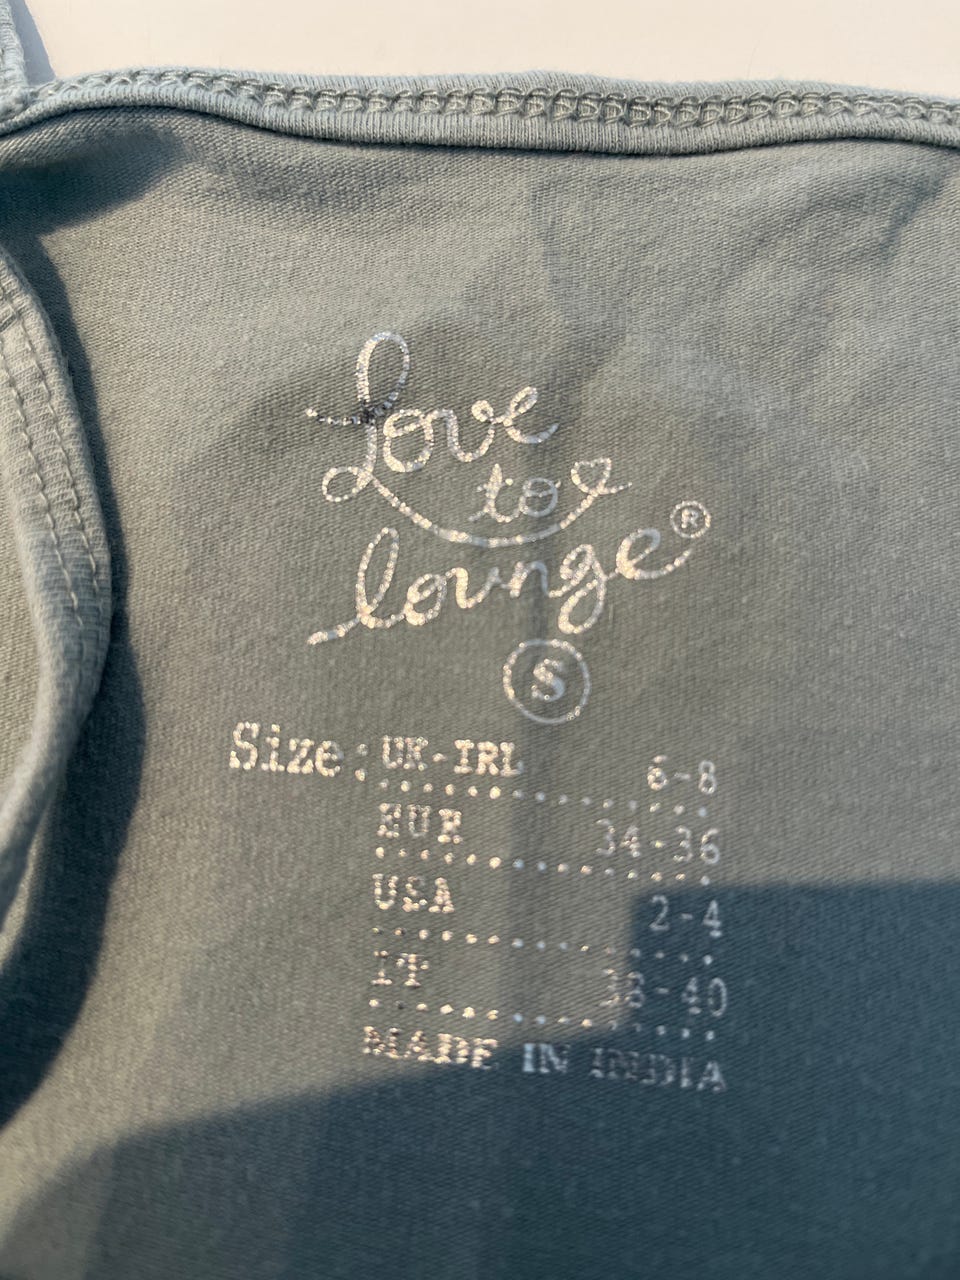 Love
to
lounge®
S
Size: UK-IRL 6-8
EUR 34-36
USA 2-4
IT 38-40
MADE IN INDIA